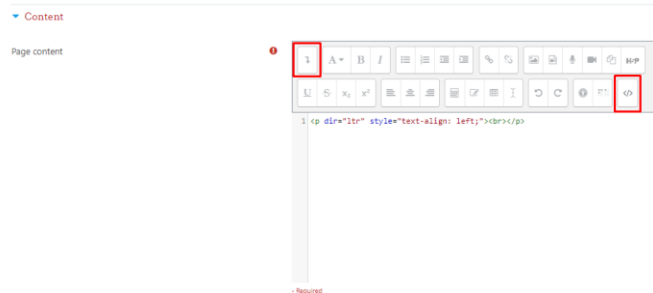 Content
Page content
A B I H-P
U S x₂ x²
1 <p dir="ltr" style="text-align: left;"><br></p>
- Required